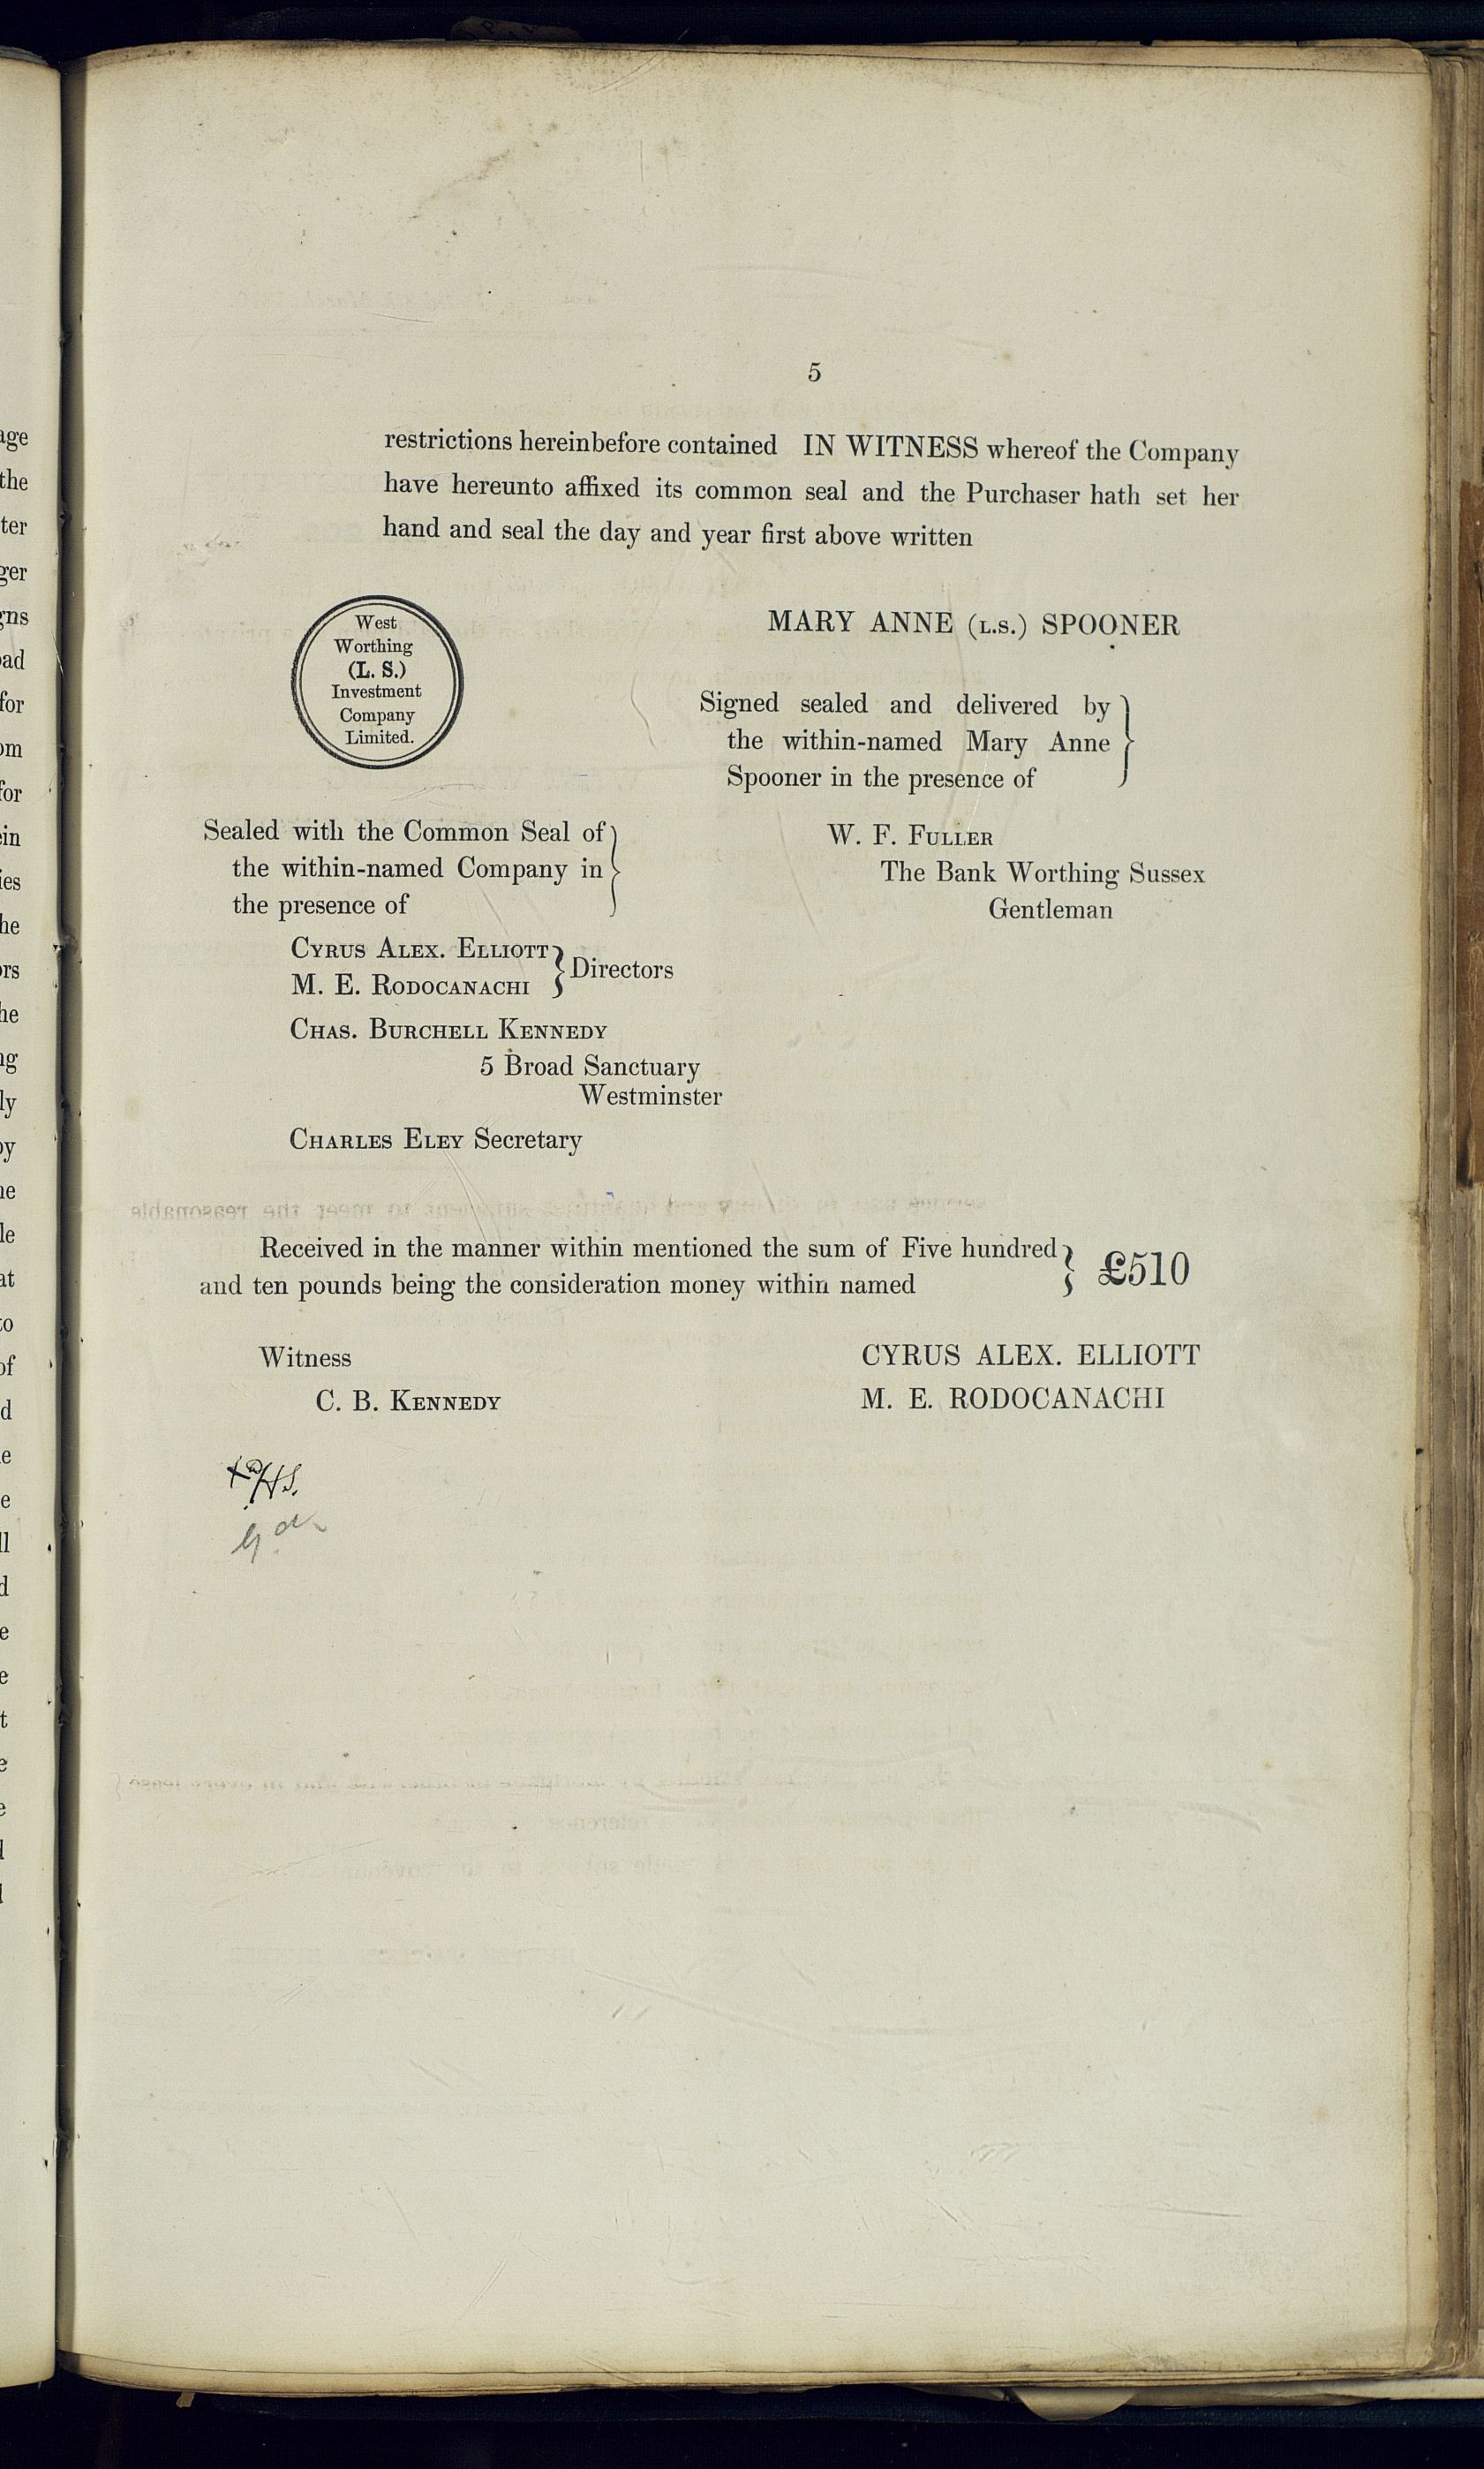 5
restrictions hereinbefore contained IN WITNESS whereof the Company
have hereunto affixed its common seal and the Purchaser hath set her
hand and seal the day and year first above written
West
Worthing
(L. S.)
Investment
Company
Limited.
MARY ANNE (L.S.) SPOONER
Signed sealed and delivered by
the within-named Mary Anne
Spooner in the presence of
W. F. FULLER
The Bank Worthing Sussex
Gentleman
Sealed with the Common Seal of
the within-named Company in
the presence of
CYRUS ALEX. ELLIOTT
M. E. RODOCANACHI
Directors
CHAS. BURCHELL KENNEDY
5 Broad Sanctuary
Westminster
CHARLES ELEY Secretary
Received in the manner within mentioned the sum of Five hundred
and ten pounds being the consideration money within named
£510
Witness
C. B. KENNEDY
CYRUS ALEX. ELLIOTT
M. E. RODOCANACHI